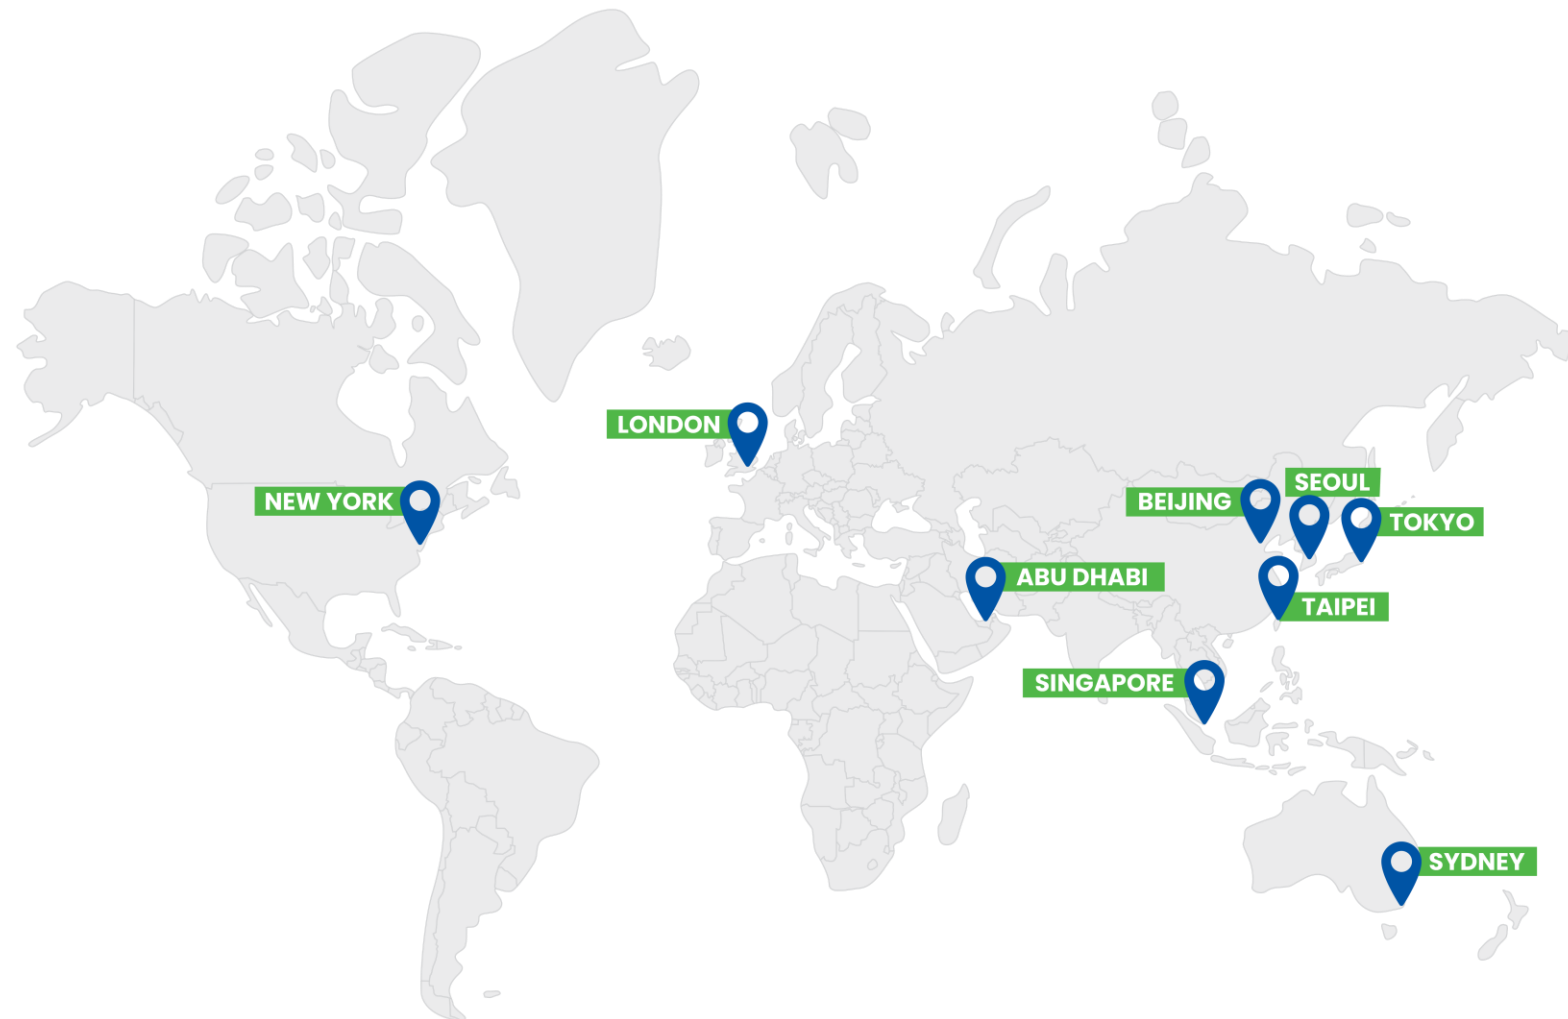 LONDON
SEOUL
NEW YORK
BEIJING
TOKYO
ABU DHABI
TAIPEI
SINGAPORE
SYDNEY